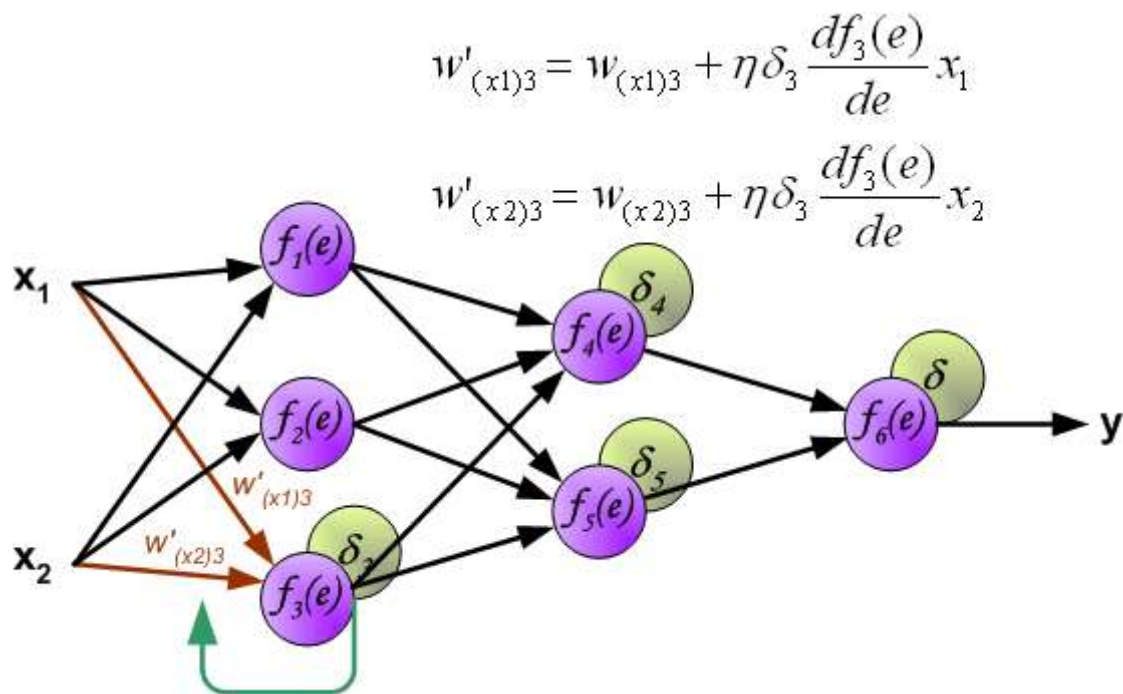 w'(x1)3 = w(x1)3 + ηδ3 df3(e)/de x1
w'(x2)3 = w(x2)3 + ηδ3 df3(e)/de x2
x1
x2
f1(e)
f2(e)
w'(x1)3
w'(x2)3
f3(e)
δ3
f4(e)
δ4
f5(e)
δ5
f6(e)
δ
y